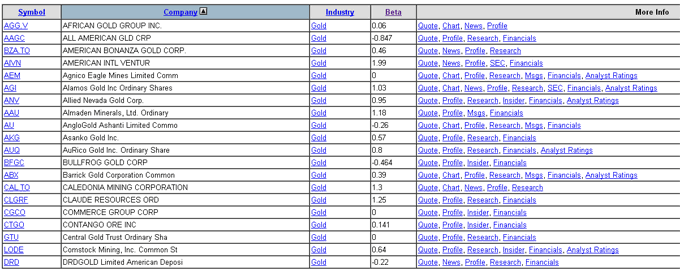 Symbol Company Industry Beta More Info
AGG.V AFRICAN GOLD GROUP INC. Gold 0.06 Quote, Chart, News, Profile
AAGC ALL AMERICAN GLD CRP Gold -0.847 Quote, Profile, Research, Financials
BZA.TO AMERICAN BONANZA GOLD CORP. Gold 0.46 Quote, News, Profile, Research
AIVN AMERICAN INTL VENTUR Gold 1.99 Quote, News, Profile, SEC, Financials
AEM Agnico Eagle Mines Limited Comm Gold 0 Quote, Chart, Profile, Research, Msgs, Financials, Analyst Ratings
AGI Alamos Gold Inc Ordinary Shares Gold 1.03 Quote, Chart, News, Profile, Research, SEC, Financials, Analyst Ratings
ANV Allied Nevada Gold Corp. Gold 0.95 Quote, Profile, Research, Insider, Financials, Analyst Ratings
AAU Almaden Minerals, Ltd. Ordinary Gold 1.18 Quote, Profile, Msgs, Financials
AU AngloGold Ashanti Limited Commo Gold -0.26 Quote, Chart, Profile, Research, Msgs, Financials
AKG Asanko Gold Inc. Gold 0.57 Quote, Profile, Research, Financials
AUQ AuRico Gold Inc. Ordinary Share Gold 0.8 Quote, Profile, Research, Financials, Analyst Ratings
BFGC BULLFROG GOLD CORP Gold -0.464 Quote, Profile, Insider, Financials
ABX Barrick Gold Corporation Common Gold 0.39 Quote, Chart, Profile, Research, Msgs, Financials, Analyst Ratings
CAL.TO CALEDONIA MINING CORPORATION Gold 1.3 Quote, Chart, News, Profile, Research
CLGRF CLAUDE RESOURCES ORD Gold 1.25 Quote, Profile, Research, Financials
CGCO COMMERCE GROUP CORP Gold 0 Quote, Profile, Insider, Financials
CTGO CONTANGO ORE INC Gold 0.141 Quote, Profile, Insider, Financials
GTU Central Gold Trust Ordinary Sha Gold 0 Quote, Profile, Research, Financials
LODE Comstock Mining, Inc. Common St Gold 0.64 Quote, Profile, Research, Insider, Financials, Analyst Ratings
DRD DRDGOLD Limited American Deposi Gold -0.22 Quote, News, Profile, Research, Msgs, Financials